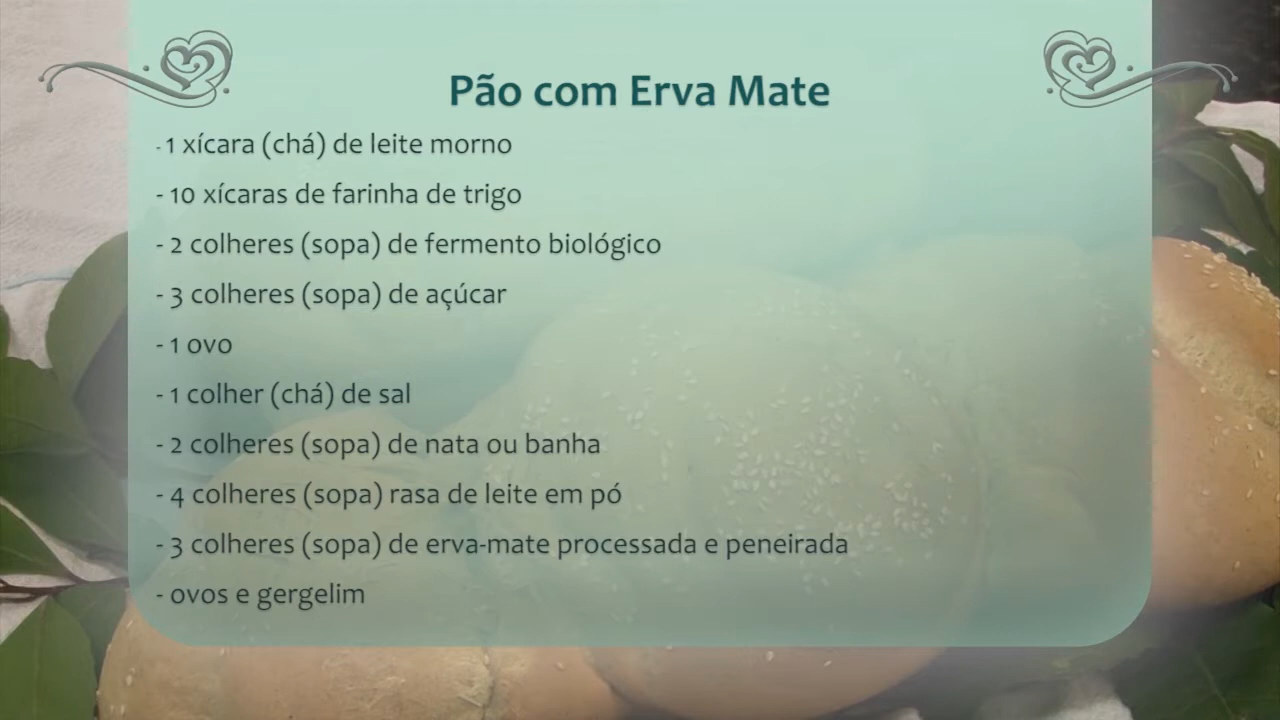 Pão com Erva Mate
- 1 xícara (chá) de leite morno
- 10 xícaras de farinha de trigo
- 2 colheres (sopa) de fermento biológico
- 3 colheres (sopa) de açúcar
- 1 ovo
- 1 colher (chá) de sal
- 2 colheres (sopa) de nata ou banha
- 4 colheres (sopa) rasa de leite em pó
- 3 colheres (sopa) de erva-mate processada e peneirada
- ovos e gergelim